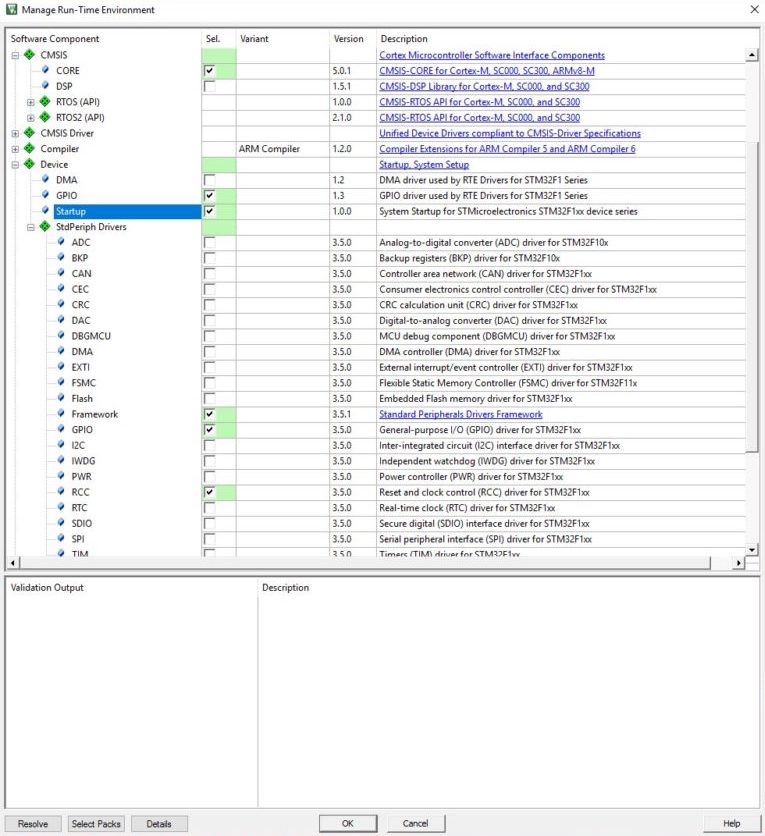 Manage Run-Time Environment
Software Component Sel. Variant Version Description
CMSIS Cortex Microcontroller Software Interface Components
CORE 5.0.1 CMSIS-CORE for Cortex-M, SC000, SC300, ARMv8-M
DSP 1.5.1 CMSIS-DSP Library for Cortex-M, SC000, and SC300
RTOS (API) 1.0.0 CMSIS-RTOS API for Cortex-M, SC000, and SC300
RTOS2 (API) 2.1.0 CMSIS-RTOS API for Cortex-M, SC000, and SC300
CMSIS Driver Unified Device Drivers compliant to CMSIS-Driver Specifications
Compiler ARM Compiler 1.2.0 Compiler Extensions for ARM Compiler 5 and ARM Compiler 6
Device Startup, System Setup
DMA 1.2 DMA driver used by RTE Drivers for STM32F1 Series
GPIO 1.3 GPIO driver used by RTE Drivers for STM32F1 Series
Startup 1.0.0 System Startup for STMicroelectronics STM32F1xx device series
StdPeriph Drivers
ADC 3.5.0 Analog-to-digital converter (ADC) driver for STM32F10x
BKP 3.5.0 Backup registers (BKP) driver for STM32F10x
CAN 3.5.0 Controller area network (CAN) driver for STM32F1xx
CEC 3.5.0 Consumer electronics control controller (CEC) driver for STM32F1xx
CRC 3.5.0 CRC calculation unit (CRC) driver for STM32F1xx
DAC 3.5.0 Digital-to-analog converter (DAC) driver for STM32F1xx
DBGMCU 3.5.0 MCU debug component (DBGMCU) driver for STM32F1xx
DMA 3.5.0 DMA controller (DMA) driver for STM32F1xx
EXTI 3.5.0 External interrupt/event controller (EXTI) driver for STM32F1xx
FSMC 3.5.0 Flexible Static Memory Controller (FSMC) driver for STM32F11x
Flash 3.5.0 Embedded Flash memory driver for STM32F1xx
Framework 3.5.1 Standard Peripherals Drivers Framework
GPIO 3.5.0 General-purpose I/O (GPIO) driver for STM32F1xx
I2C 3.5.0 Inter-integrated circuit (I2C) interface driver for STM32F1xx
IWDG 3.5.0 Independent watchdog (IWDG) driver for STM32F1xx
PWR 3.5.0 Power controller (PWR) driver for STM32F1xx
RCC 3.5.0 Reset and clock control (RCC) driver for STM32F1xx
RTC 3.5.0 Real-time clock (RTC) driver for STM32F1xx
SDIO 3.5.0 Secure digital (SDIO) interface driver for STM32F1xx
SPI 3.5.0 Serial peripheral interface (SPI) driver for STM32F1xx
TIM 3.5.0 Timers (TIM) driver for STM32F1xx
Validation Output Description
Resolve Select Packs Details OK Cancel Help